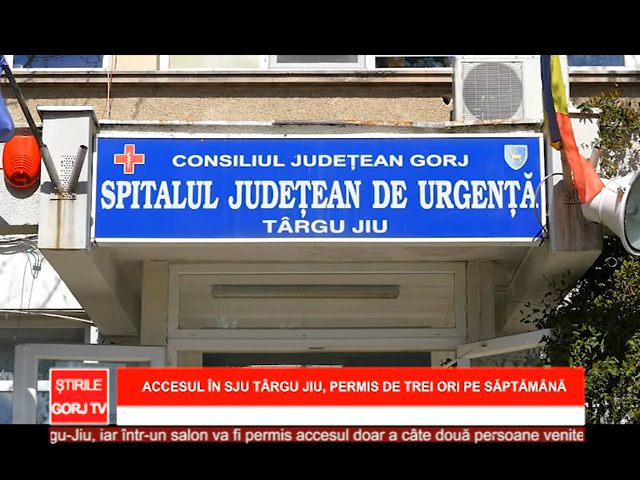 CONSILIUL JUDEȚEAN GORJ
SPITALUL JUDEȚEAN DE URGENȚĂ
TÂRGU JIU
ȘTIRILE
GORJ TV
ACCESUL ÎN SJU TÂRGU JIU, PERMIS DE TREI ORI PE SĂPTĂMÂNĂ
gu-Jiu, iar într-un salon va fi permis accesul doar a câte două persoane venite